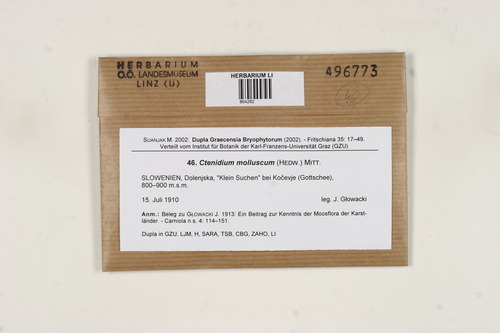 HERBARIUM
O.Ö. LANDESMUSEUM
LINZ (LI)
HERBARIUM LI
864282
496773
46
SUANJAK M. 2002: Dupla Graecensia Bryophytorum (2002). - Fritschiana 35: 17–49.
Verteilt vom Institut für Botanik der Karl-Franzens-Universität Graz (GZU)
46. Ctenidium molluscum (HEDW.) MITT.
SLOWENIEN, Dolenjska, "Klein Suchen" bei Kočevje (Gottschee),
800–900 m.s.m.
15. Juli 1910 leg. J. Głowacki
Anm.: Beleg zu GŁOWACKI J. 1913: Ein Beitrag zur Kenntnis der Moosflora der Karst-
länder. - Carniola n.s. 4: 114–151.
Dupla in GZU, LJM, H, SARA, TSB, CBG, ZAHO, LI